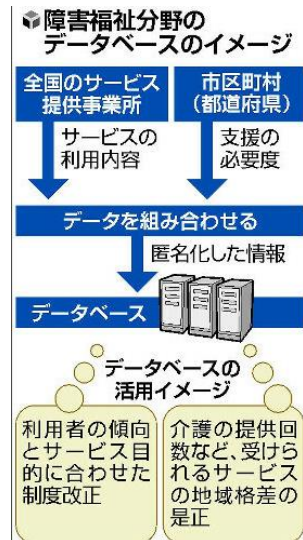 障害福祉分野の
データベースのイメージ
全国のサービス
提供事業所
市区町村
(都道府県)
サービスの
利用内容
支援の
必要度
データを組み合わせる
匿名化した情報
データベース
データベースの
活用イメージ
利用者の傾向
とサービス目
的に合わせた
制度改正
介護の提供回
数など、受けら
れるサービス
の地域格差の
是正